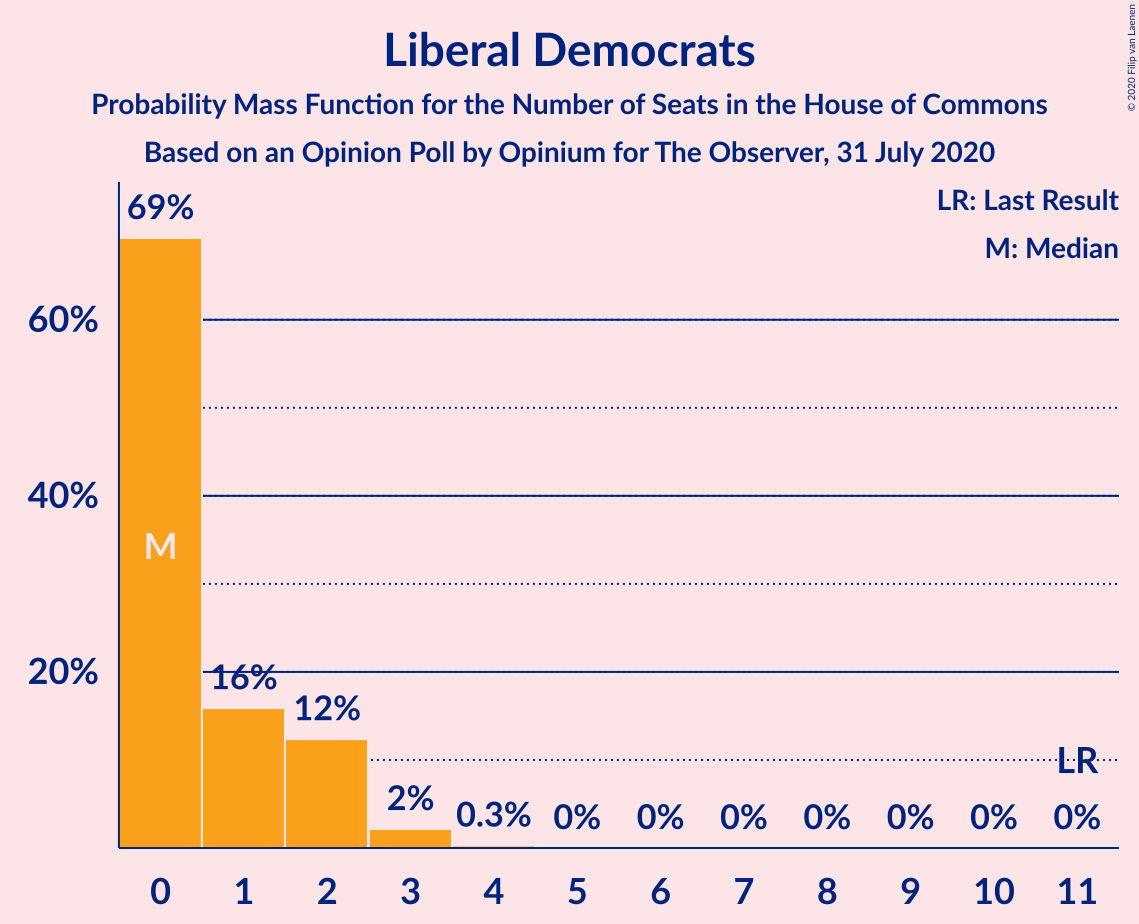 © 2020 Filip van Laenen
Liberal Democrats
Probability Mass Function for the Number of Seats in the House of Commons
Based on an Opinion Poll by Opinium for The Observer, 31 July 2020
LR: Last Result
M: Median
69%
60%
40%
M
20%
16%
12%
LR
2%
0.3%
0%
0%
0%
0%
0%
0%
0%
0 1 2 3 4 5 6 7 8 9 10 11